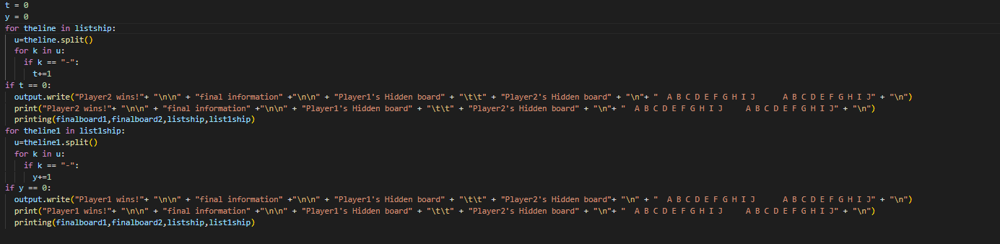 t = 0
y = 0
for theline in listship:
  u=theline.split()
  for k in u:
    if k == "-":
      t+=1
if t == 0:
  output.write("Player2 wins!"+ "\n\n" + "final information" +"\n\n" + "Player1's Hidden board" + "\t\t" + "Player2's Hidden board" + "\n"+ "  A B C D E F G H I J      A B C D E F G H I J" + "\n")
  print("Player2 wins!"+ "\n\n" + "final information" +"\n\n" + "Player1's Hidden board" + "\t\t" + "Player2's Hidden board" + "\n"+ "  A B C D E F G H I J     A B C D E F G H I J" + "\n")
  printing(finalboard1,finalboard2,listship,list1ship)
for theline1 in list1ship:
  u=theline1.split()
  for k in u:
    if k == "-":
      y+=1
if y == 0:
  output.write("Player1 wins!"+ "\n\n" + "final information" +"\n\n" + "Player1's Hidden board" + "\t\t" + "Player2's Hidden board"+ "\n" + "  A B C D E F G H I J      A B C D E F G H I J" + "\n")
  print("Player1 wins!"+ "\n\n" + "final information" +"\n\n" + "Player1's Hidden board" + "\t\t" + "Player2's Hidden board" + "\n"+ "  A B C D E F G H I J     A B C D E F G H I J" + "\n")
  printing(finalboard1,finalboard2,listship,list1ship)